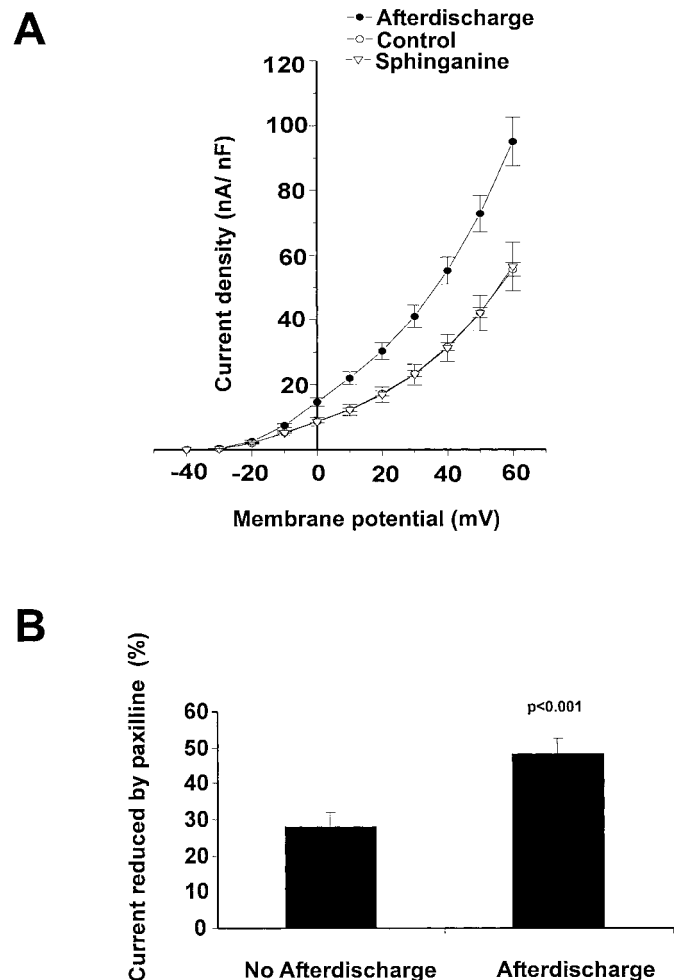 A
Afterdischarge
Control
Sphinganine
120
100
80
60
40
20
Current density (nA/ nF)
-40 -20 0 20 40 60
Membrane potential (mV)
B
Current reduced by paxilline (%)
60
50
40
30
20
10
0
p<0.001
No Afterdischarge Afterdischarge